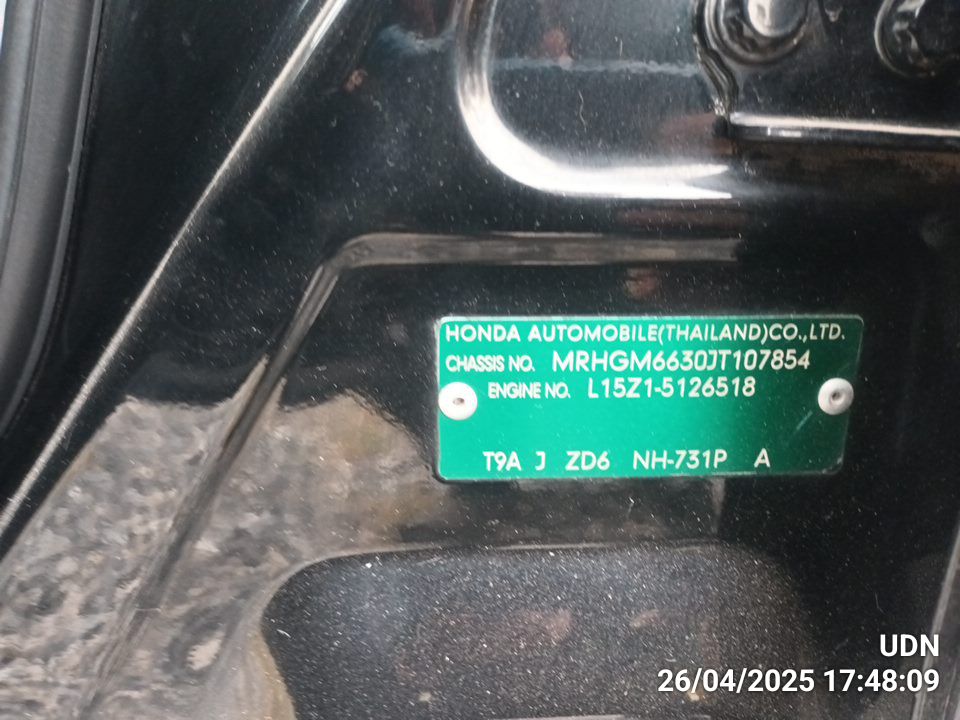 HONDA AUTOMOBILE(THAILAND)CO.,LTD.
CHASSIS NO. MRHGM6630JT107854
ENGINE NO. L15Z1-5126518
T9A J ZD6 NH-731P A
UDN
26/04/2025 17:48:09